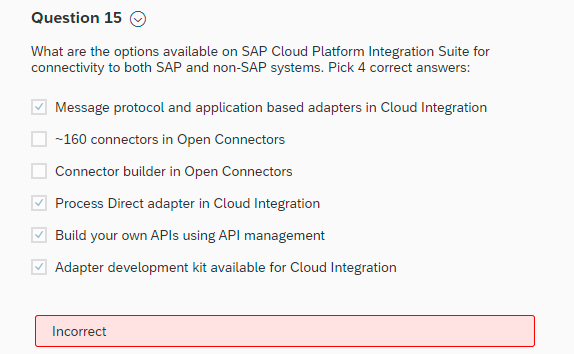 Question 15
What are the options available on SAP Cloud Platform Integration Suite for
connectivity to both SAP and non-SAP systems. Pick 4 correct answers:
Message protocol and application based adapters in Cloud Integration
~160 connectors in Open Connectors
Connector builder in Open Connectors
Process Direct adapter in Cloud Integration
Build your own APIs using API management
Adapter development kit available for Cloud Integration
Incorrect